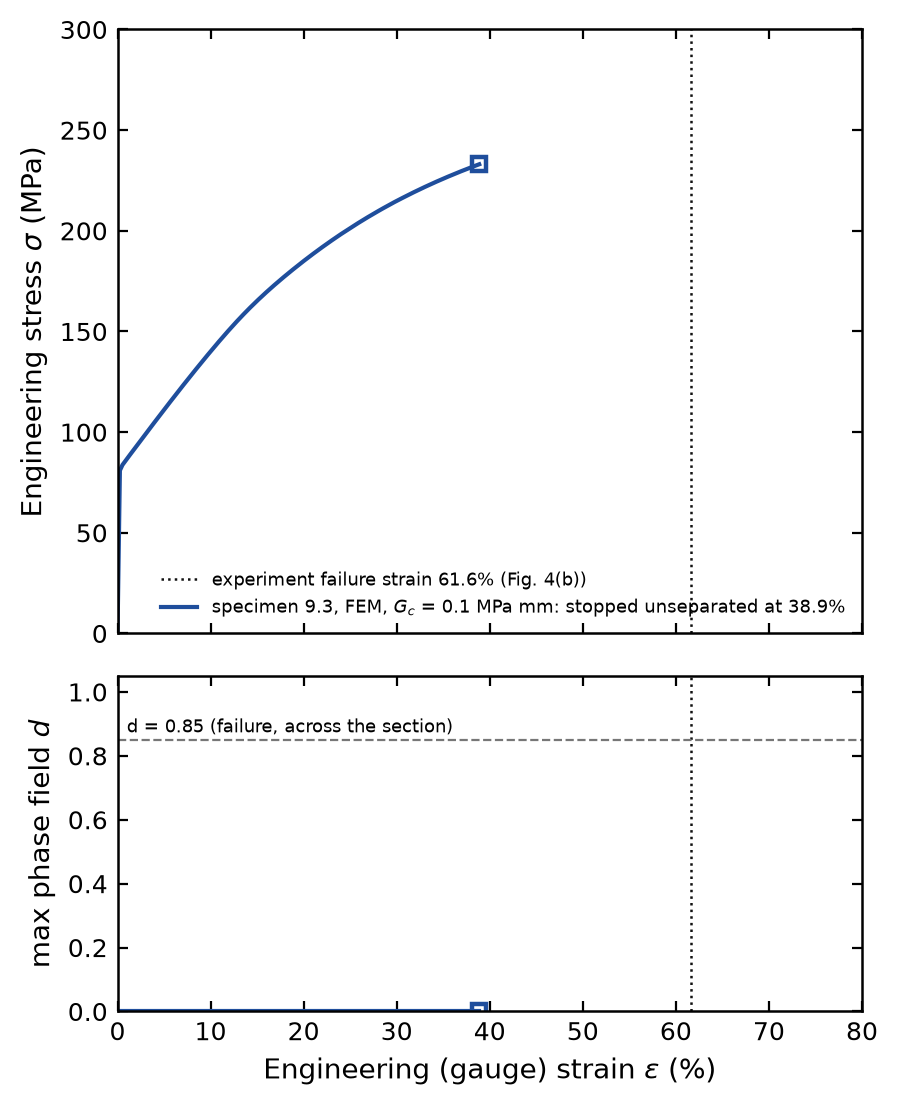 300
250
200
150
100
50
0
Engineering stress σ (MPa)
experiment failure strain 61.6% (Fig. 4(b))
specimen 9.3, FEM, G_c = 0.1 MPa mm: stopped unseparated at 38.9%
1.0
0.8
0.6
0.4
0.2
0.0
max phase field d
d = 0.85 (failure, across the section)
0 10 20 30 40 50 60 70 80
Engineering (gauge) strain ε (%)